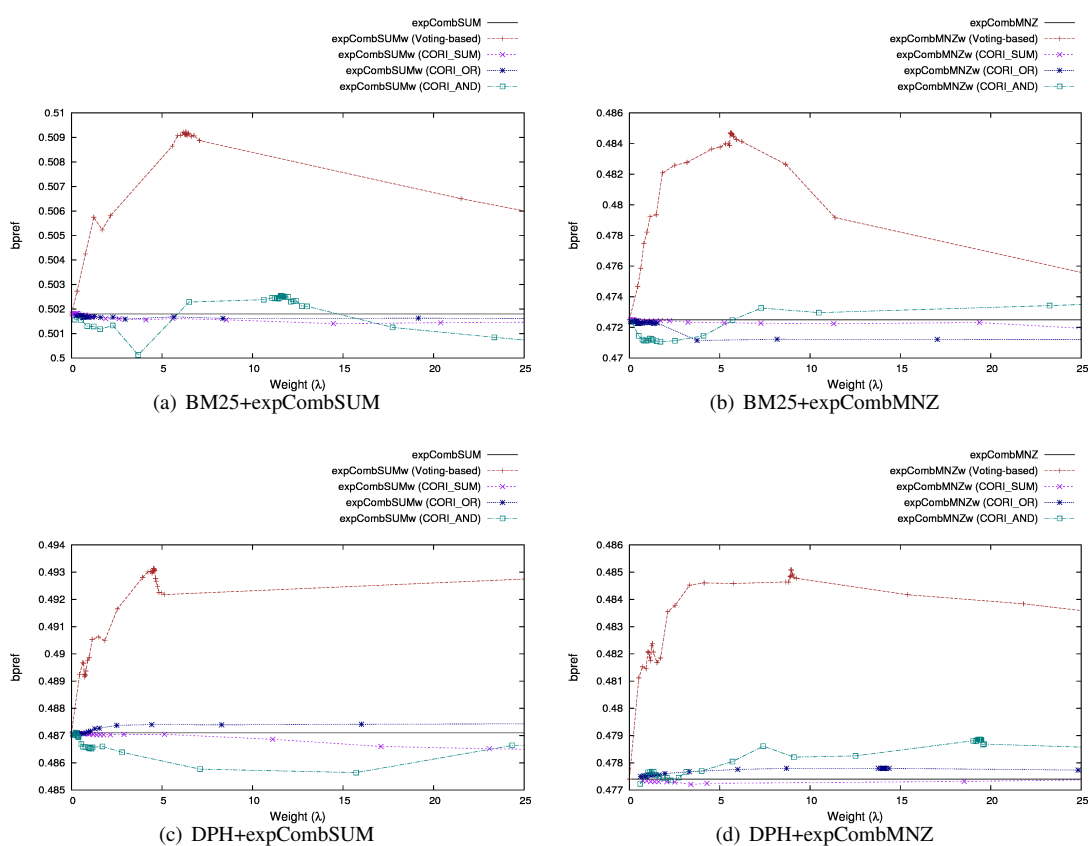 expCombSUM
expCombSUMw (Voting-based)
expCombSUMw (CORI_SUM)
expCombSUMw (CORI_OR)
expCombSUMw (CORI_AND)
0.51
0.509
0.508
0.507
0.506
0.505
0.504
0.503
0.502
0.501
0.5
bpref
0 5 10 15 20 25
Weight (λ)
(a) BM25+expCombSUM
expCombMNZ
expCombMNZw (Voting-based)
expCombMNZw (CORI_SUM)
expCombMNZw (CORI_OR)
expCombMNZw (CORI_AND)
0.486
0.484
0.482
0.48
0.478
0.476
0.474
0.472
0.47
bpref
0 5 10 15 20 25
Weight (λ)
(b) BM25+expCombMNZ
expCombSUM
expCombSUMw (Voting-based)
expCombSUMw (CORI_SUM)
expCombSUMw (CORI_OR)
expCombSUMw (CORI_AND)
0.494
0.493
0.492
0.491
0.49
0.489
0.488
0.487
0.486
0.485
bpref
0 5 10 15 20 25
Weight (λ)
(c) DPH+expCombSUM
expCombMNZ
expCombMNZw (Voting-based)
expCombMNZw (CORI_SUM)
expCombMNZw (CORI_OR)
expCombMNZw (CORI_AND)
0.486
0.485
0.484
0.483
0.482
0.481
0.48
0.479
0.478
0.477
bpref
0 5 10 15 20 25
Weight (λ)
(d) DPH+expCombMNZ